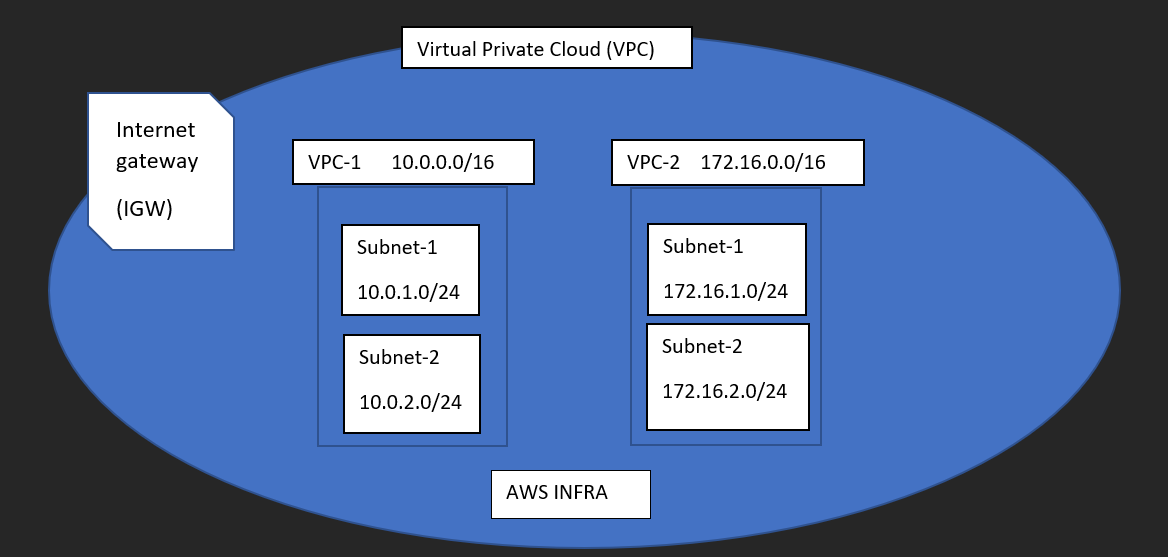 Virtual Private Cloud (VPC)
Internet
gateway
(IGW)
VPC-1 10.0.0.0/16
Subnet-1
10.0.1.0/24
Subnet-2
10.0.2.0/24
VPC-2 172.16.0.0/16
Subnet-1
172.16.1.0/24
Subnet-2
172.16.2.0/24
AWS INFRA